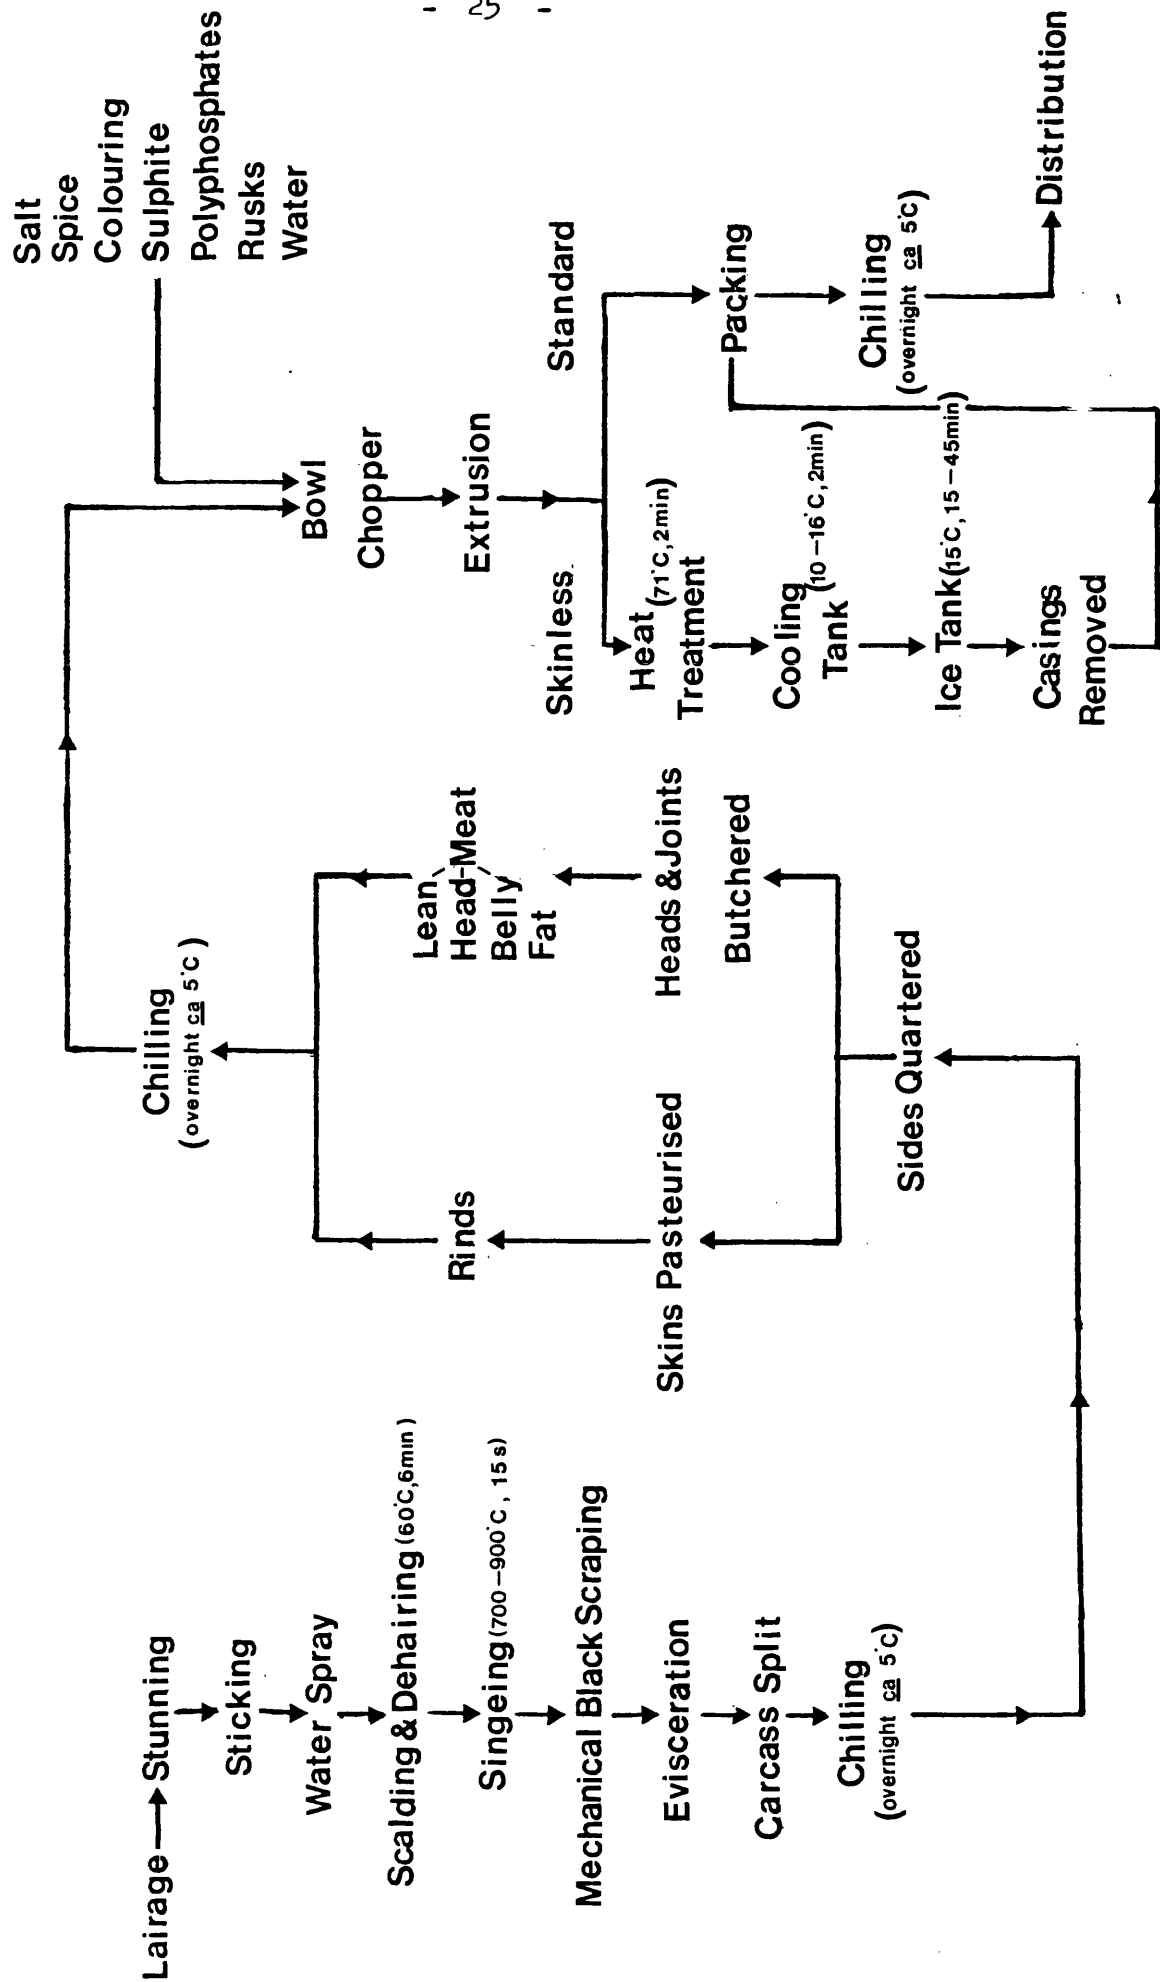 - 25 -
Lairage
Stunning
Sticking
Water Spray
Scalding & Dehairing (60°C, 6min)
Singeing (700-900°C, 15 s)
Mechanical Black Scraping
Evisceration
Carcass Split
Chilling
(overnight ca 5°C)
Sides Quartered
Skins Pasteurised
Rinds
Butchered
Heads & Joints
Lean
Head-Meat
Belly
Fat
Chilling
(overnight ca 5°C)
Salt
Spice
Colouring
Sulphite
Polyphosphates
Rusks
Water
Bowl
Chopper
Extrusion
Skinless
Standard
Heat (71°C, 2min)
Treatment
Cooling (10-16°C, 2min)
Tank
Ice Tank (15°C, 15-45min)
Casings
Removed
Packing
Chilling
(overnight ca 5°C)
Distribution